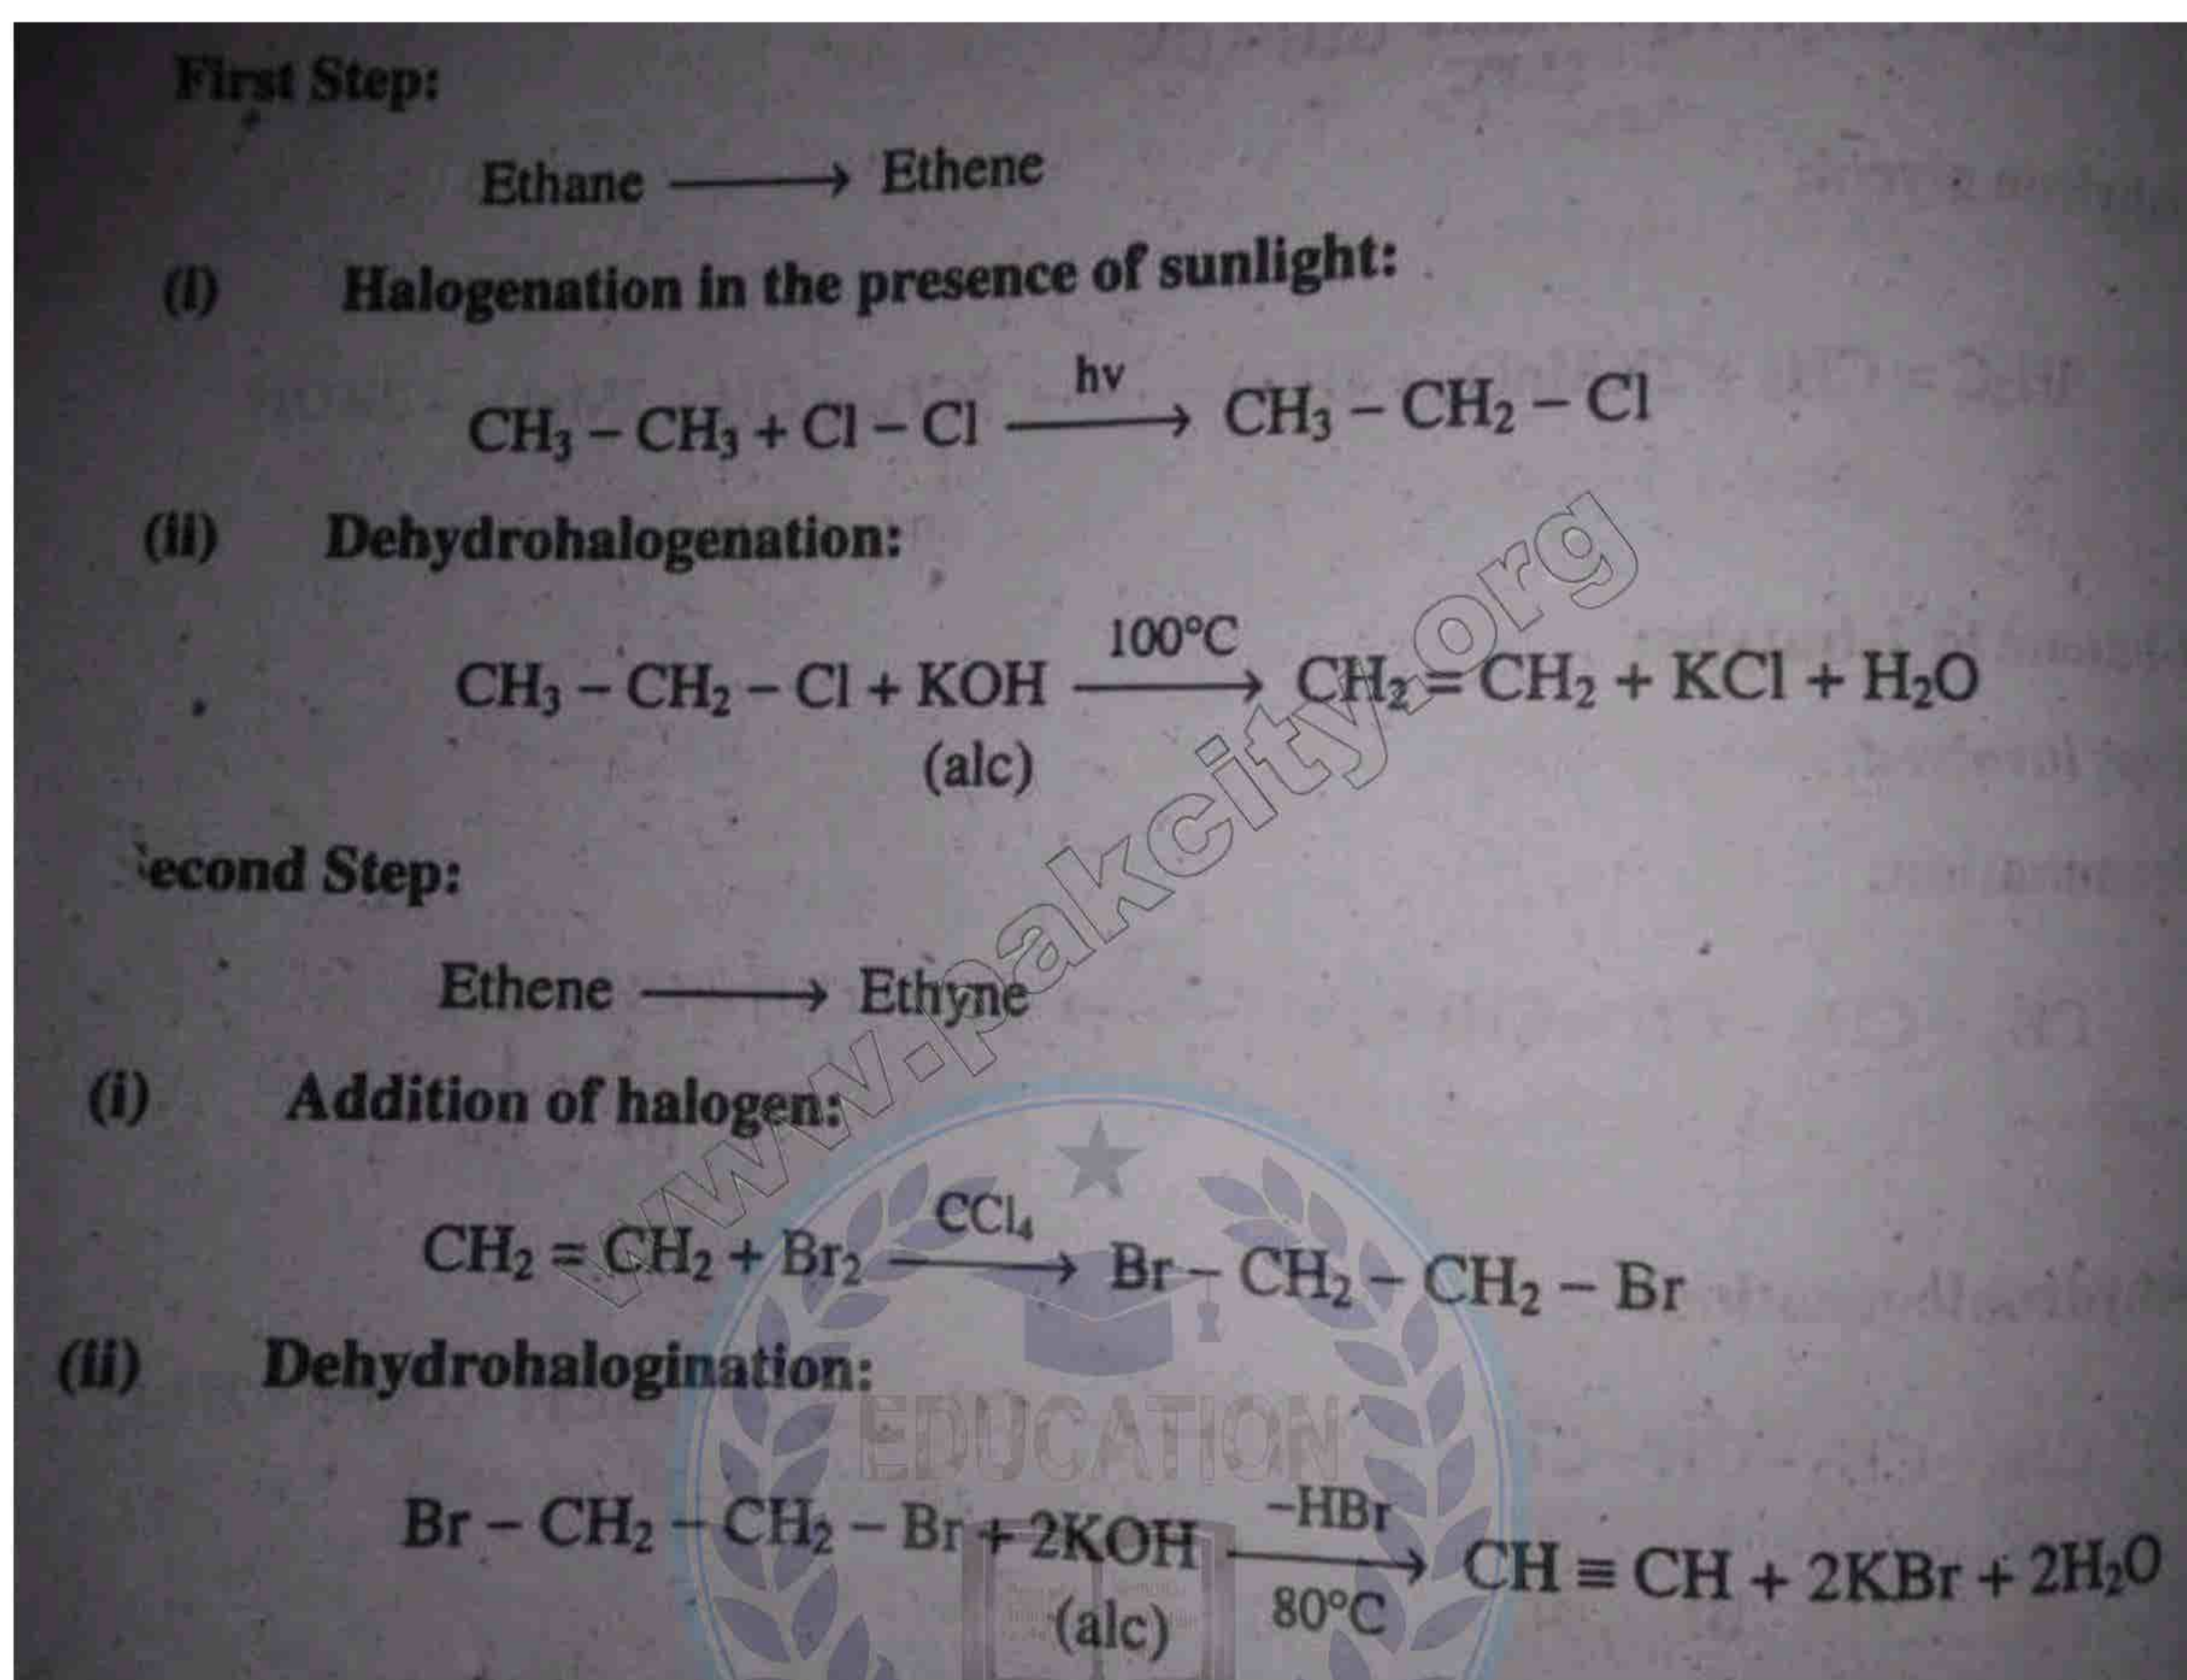 First Step:
Ethane ⟶ Ethene
(i) Halogenation in the presence of sunlight:
hv
CH₃ – CH₃ + Cl – Cl ⟶ CH₃ – CH₂ – Cl
(ii) Dehydrohalogenation:
100°C
CH₃ – CH₂ – Cl + KOH ⟶ CH₂ = CH₂ + KCl + H₂O
(alc)
econd Step:
Ethene ⟶ Ethyne
(i) Addition of halogen:
CCl₄
CH₂ = CH₂ + Br₂ ⟶ Br – CH₂ – CH₂ – Br
(ii) Dehydrohalogination:
–HBr
Br – CH₂ – CH₂ – Br + 2KOH ⟶ CH ≡ CH + 2KBr + 2H₂O
(alc) 80°C
www.pakcity.org
EDUCATION